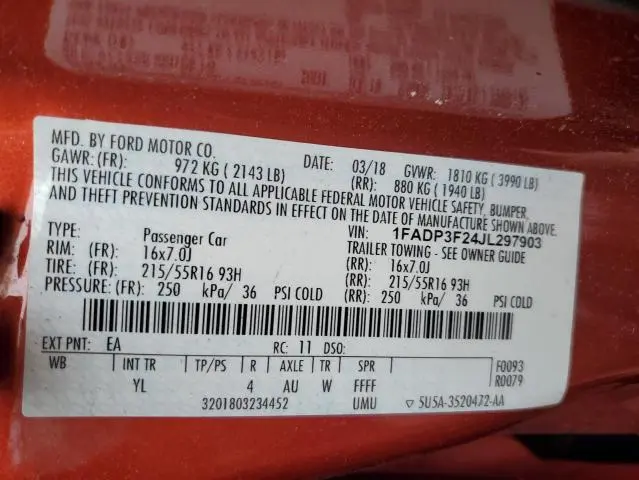 MFD. BY FORD MOTOR CO.
DATE: 03/18 GVWR: 1810 KG ( 3990 LB)
GAWR: (FR): 972 KG ( 2143 LB) (RR): 880 KG ( 1940 LB)
THIS VEHICLE CONFORMS TO ALL APPLICABLE FEDERAL MOTOR VEHICLE SAFETY, BUMPER,
AND THEFT PREVENTION STANDARDS IN EFFECT ON THE DATE OF MANUFACTURE SHOWN ABOVE.
VIN: 1FADP3F24JL297903
TYPE: Passenger Car TRAILER TOWING - SEE OWNER GUIDE
RIM: (FR): 16x7.0J (RR): 16x7.0J
TIRE: (FR): 215/55R16 93H (RR): 215/55R16 93H
PRESSURE: (FR): 250 kPa/ 36 PSI COLD (RR): 250 kPa/ 36 PSI COLD
EXT PNT: EA RC: 11 DSO:
WB INT TR TP/PS R AXLE TR SPR F0093
YL 4 AU W FFFF R0079
3201803234452 UMU ▽ 5U5A-3520472-AA